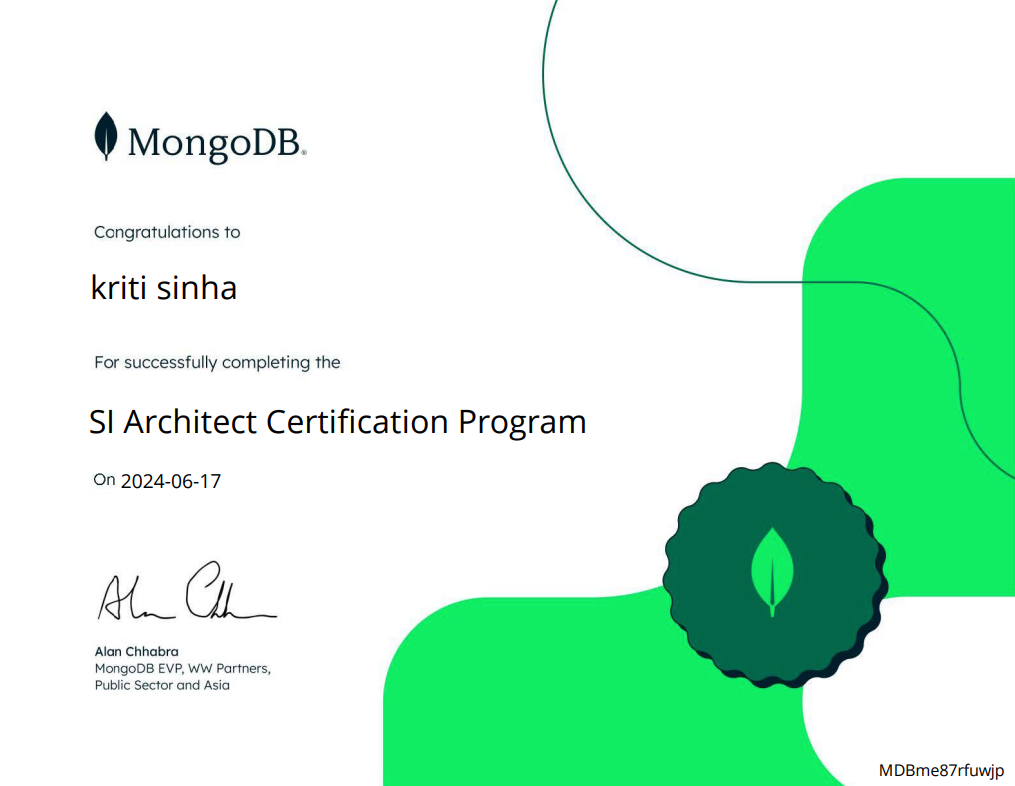 MongoDB®
Congratulations to
kriti sinha
For successfully completing the
SI Architect Certification Program
On 2024-06-17
Alan Chhabra
Alan Chhabra
MongoDB EVP, WW Partners,
Public Sector and Asia
MDBme87rfuwjp